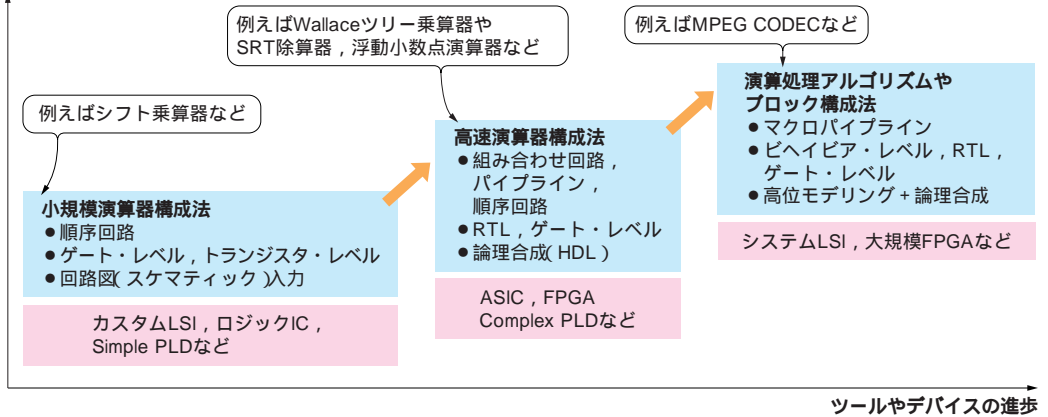 例えばシフト乗算器など
小規模演算器構成法
●順序回路
●ゲート・レベル，トランジスタ・レベル
●回路図(スケマティック)入力
カスタムLSI，ロジックIC，
Simple PLDなど
例えばWallaceツリー乗算器や
SRT除算器，浮動小数点演算器など
高速演算器構成法
●組み合わせ回路，
パイプライン，
順序回路
●RTL，ゲート・レベル
●論理合成(HDL)
ASIC，FPGA
Complex PLDなど
例えばMPEG CODECなど
演算処理アルゴリズムや
ブロック構成法
●マクロパイプライン
●ビヘイビア・レベル，RTL，
ゲート・レベル
●高位モデリング＋論理合成
システムLSI，大規模FPGAなど
ツールやデバイスの進歩